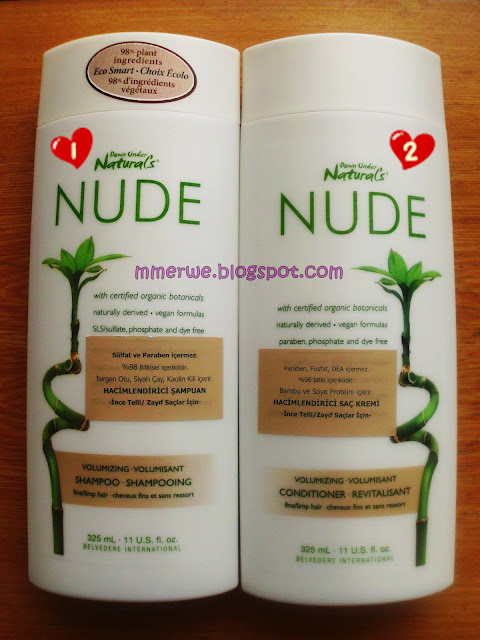 98% plant
ingredients
Eco Smart • Choix Écolo
98% d'ingrédients
végétaux
1
Down Under
Naturals®
NUDE
with certified organic botanicals
naturally derived • vegan formulas
SLS/sulfate, phosphate and dye free
Sülfat ve Paraben içermez.
%98 Bitkisel içeriklidir.
Isırgan Otu, Siyah Çay, Kaolin Kili içerir.
HACİMLENDİRİCİ ŞAMPUAN
-İnce Telli/ Zayıf Saçlar İçin-
VOLUMIZING • VOLUMISANT
SHAMPOO • SHAMPOOING
fine/limp hair • cheveux fins et sans ressort
325 mL • 11 U.S. fl. oz.
BELVEDERE INTERNATIONAL
2
Down Under
Naturals®
NUDE
with certified organic botanicals
naturally derived • vegan formulas
paraben, phosphate and dye free
Paraben, Fosfat, DEA içermez.
%96 bitki içeriklidir.
Bambu ve Soya Proteini içerir.
HACİMLENDİRİCİ SAÇ KREMİ
-İnce Telli/Zayıf Saçlar İçin-
VOLUMIZING • VOLUMISANT
CONDITIONER • REVITALISANT
fine/limp hair • cheveux fins et sans ressort
325 mL • 11 U.S. fl. oz.
BELVEDERE INTERNATIONAL
mmerwe.blogspot.com